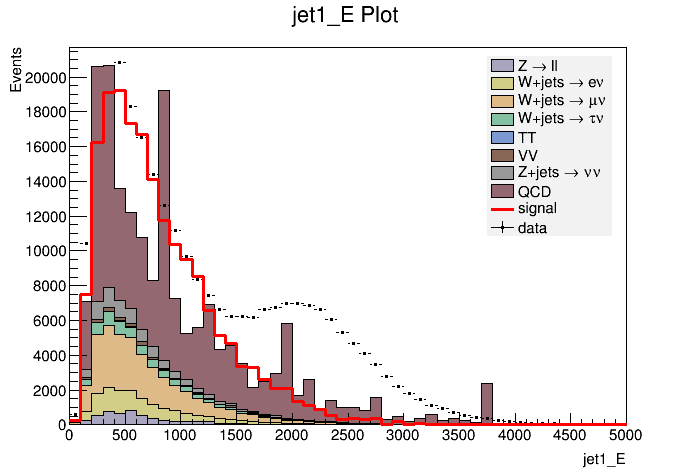 jet1_E Plot
Events
Z → ll
W+jets → eν
W+jets → μν
W+jets → τν
TT
VV
Z+jets → νν
QCD
signal
data
20000
18000
16000
14000
12000
10000
8000
6000
4000
2000
0
0 500 1000 1500 2000 2500 3000 3500 4000 4500 5000
jet1_E